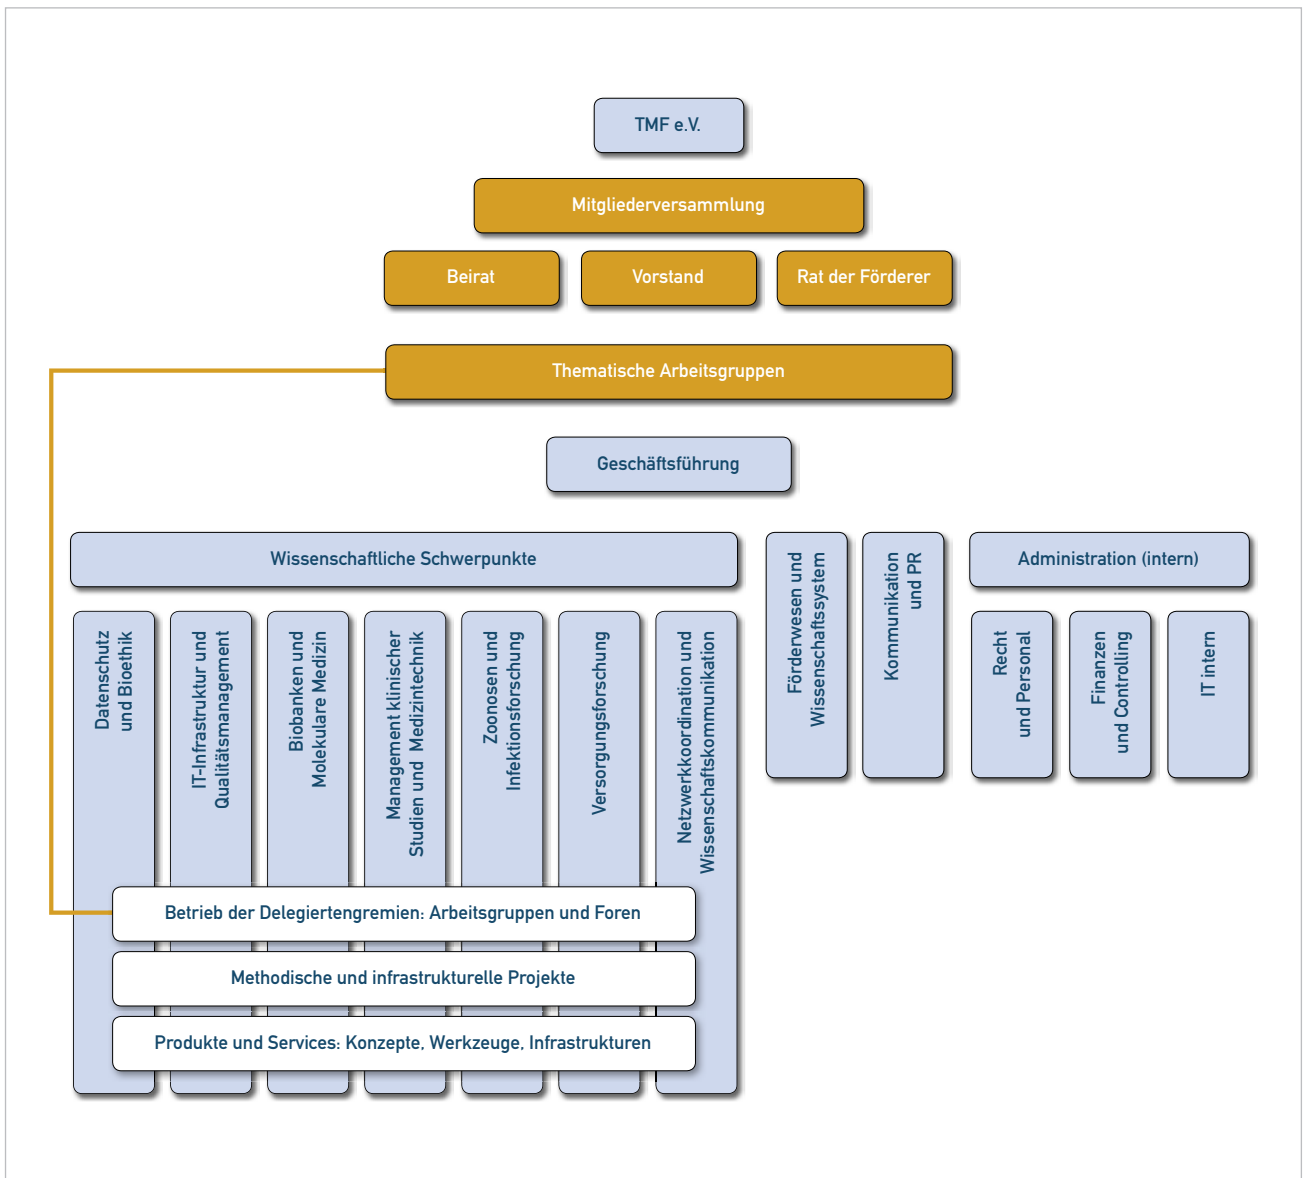 TMF e.V.
Mitgliederversammlung
Beirat
Vorstand
Rat der Förderer
Thematische Arbeitsgruppen
Geschäftsführung
Wissenschaftliche Schwerpunkte
Förderwesen und
Wissenschaftssystem
Kommunikation
und PR
Administration (intern)
Datenschutz
und Bioethik
IT-Infrastruktur und
Qualitätsmanagement
Biobanken und
Molekulare Medizin
Management klinischer
Studien und Medizintechnik
Zoonosen und
Infektionsforschung
Versorgungsforschung
Netzwerkkoordination und
Wissenschaftskommunikation
Recht
und Personal
Finanzen
und Controlling
IT intern
Betrieb der Delegiertengremien: Arbeitsgruppen und Foren
Methodische und infrastrukturelle Projekte
Produkte und Services: Konzepte, Werkzeuge, Infrastrukturen